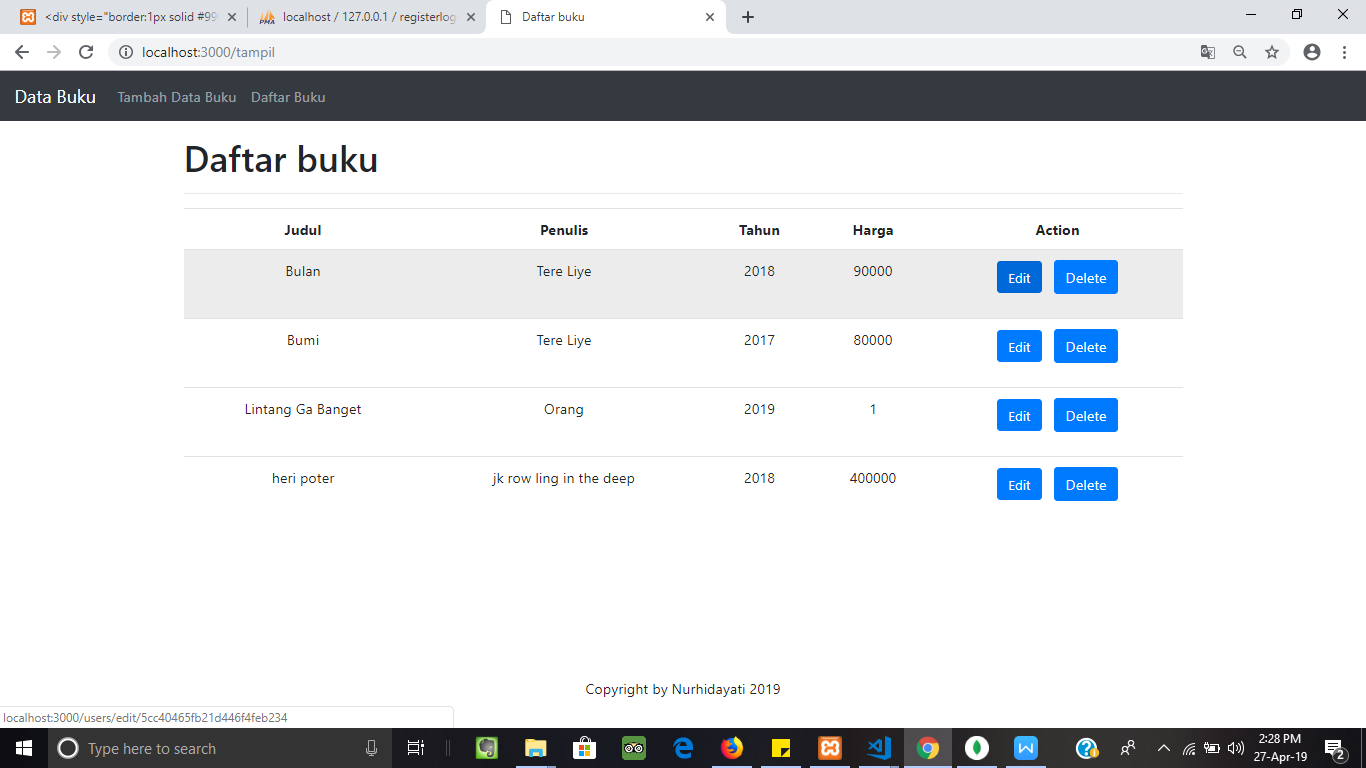 <div style="border:1px solid #99
localhost / 127.0.0.1 / registerlog
Daftar buku
localhost:3000/tampil
Data Buku Tambah Data Buku Daftar Buku
Daftar buku
Judul Penulis Tahun Harga Action
Bulan Tere Liye 2018 90000 Edit Delete
Bumi Tere Liye 2017 80000 Edit Delete
Lintang Ga Banget Orang 2019 1 Edit Delete
heri poter jk row ling in the deep 2018 400000 Edit Delete
Copyright by Nurhidayati 2019
localhost:3000/users/edit/5cc40465fb21d446f4feb234
Type here to search
2:28 PM
27-Apr-19
2